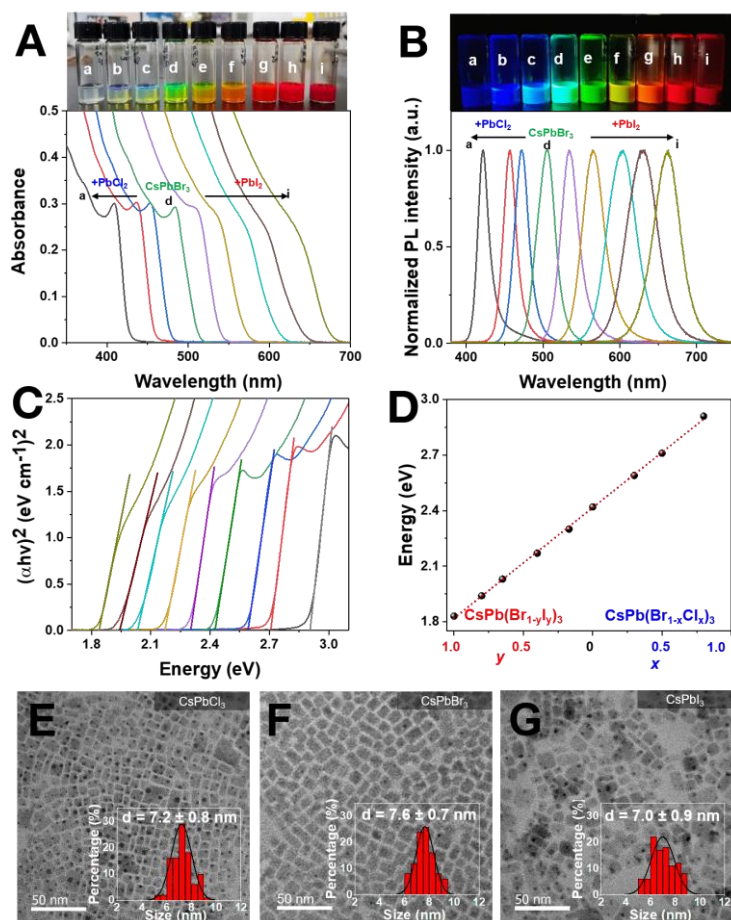 A
a b c d e f g h i
0.5
0.4
0.3
0.2
0.1
0.0
Absorbance
+PbCl2 CsPbBr3 +PbI2
a d i
400 500 600 700
Wavelength (nm)
B
a b c d e f g h i
+PbCl2 CsPbBr3 +PbI2
a d i
1.0
0.5
0.0
Normalized PL intensity (a.u.)
400 500 600 700
Wavelength (nm)
C
2.5
2.0
1.5
1.0
0.5
0.0
(αhν)2 (eV cm−1)2
1.8 2.1 2.4 2.7 3.0
Energy (eV)
D
3.0
2.7
2.4
2.1
1.8
Energy (eV)
CsPb(Br1-yIy)3 CsPb(Br1-xClx)3
1.0 0.5 0 0.5 1.0
y x
E
CsPbCl3
d = 7.2 ± 0.8 nm
Percentage (%)
30
20
10
0
2 4 6 8 10 12
Size (nm)
50 nm
F
CsPbBr3
d = 7.6 ± 0.7 nm
Percentage (%)
30
20
10
0
2 4 6 8 10 12
Size (nm)
50 nm
G
CsPbI3
d = 7.0 ± 0.9 nm
Percentage (%)
30
20
10
0
2 4 6 8 10 12
Size (nm)
50 nm